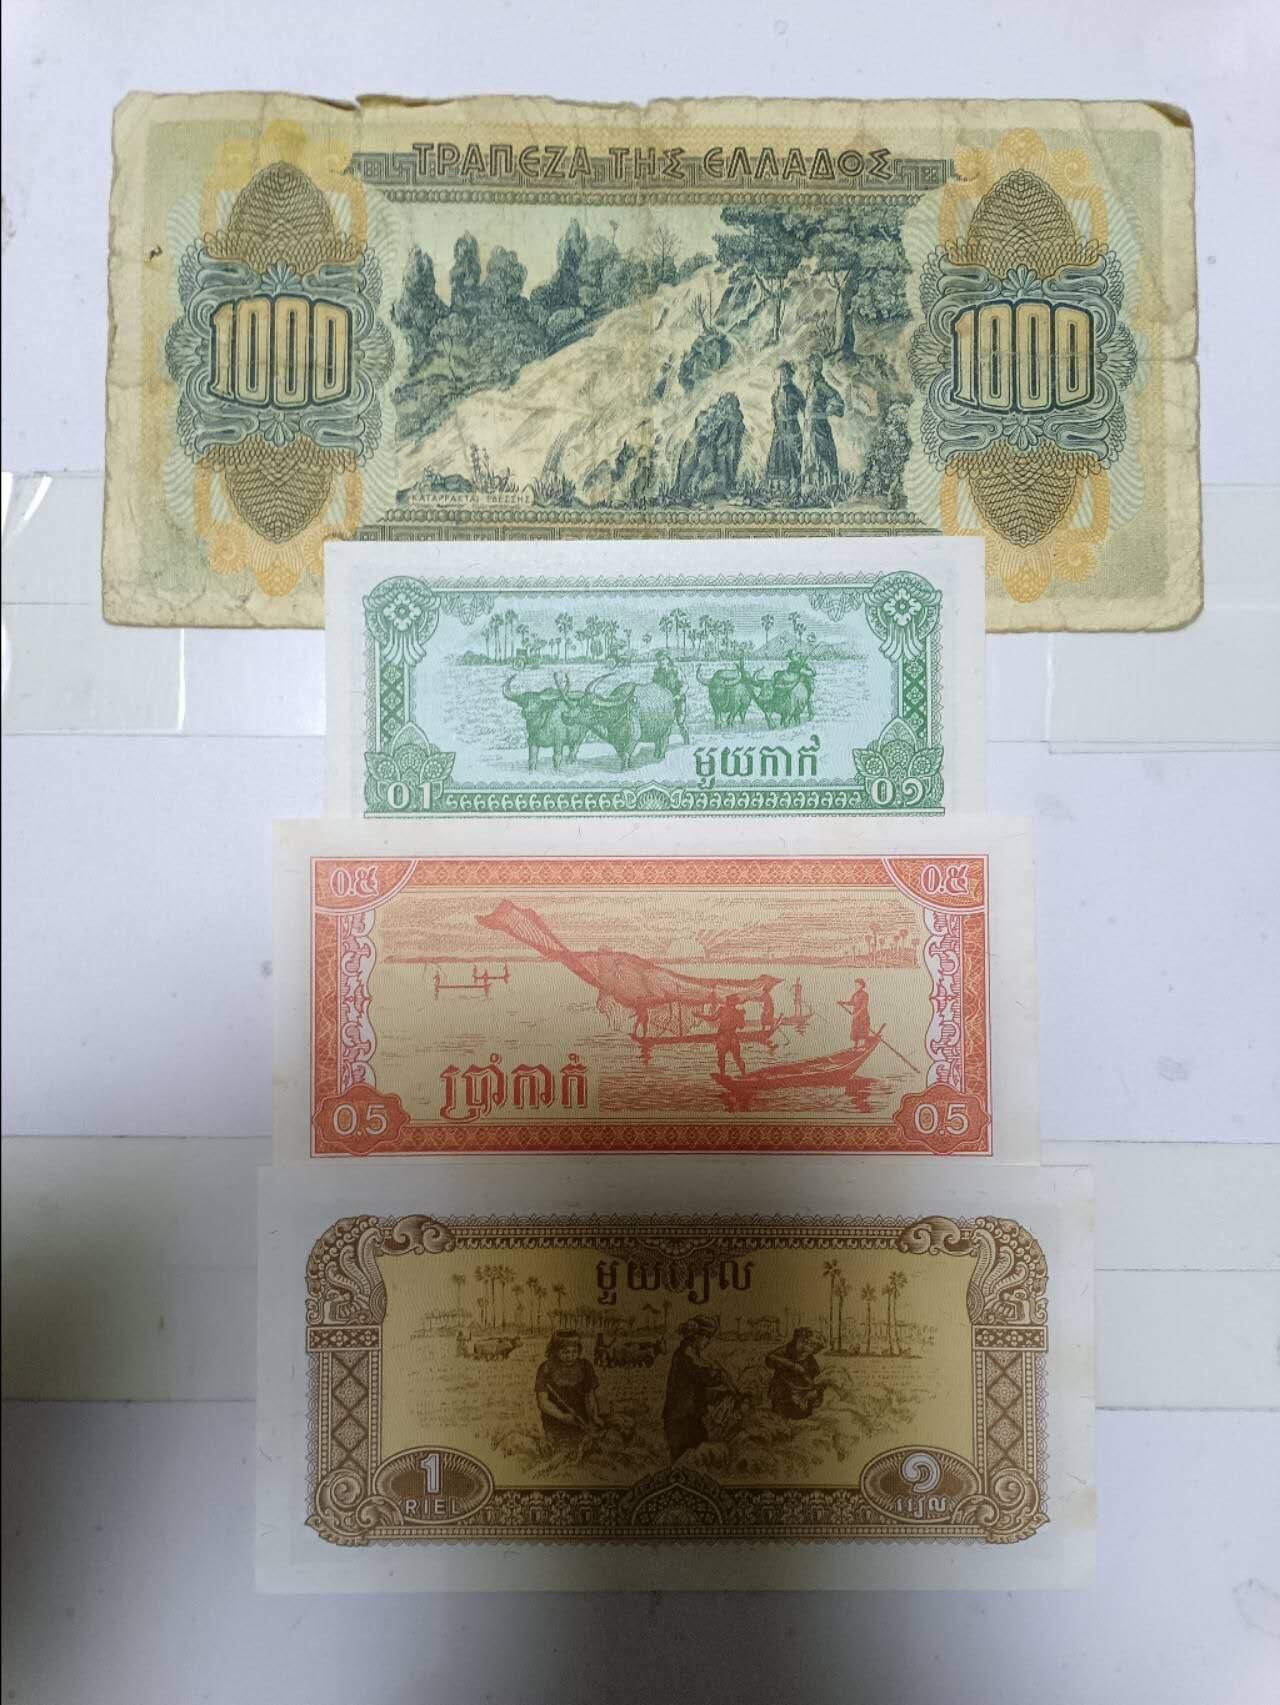 ΤΡΑΠΕΖΑ ΤΗΣ ΕΛΛΑΔΟΣ
1000 1000
ΚΑΤΑΡΡΑΚΤΑΙ ΕΔΕΣΣΗΣ
មួយកាក់
0.1 ០.១
០.៥ ០.៥
ប្រាំកាក់
0.5 0.5
មួយរៀល
1 ១
RIEL រៀល